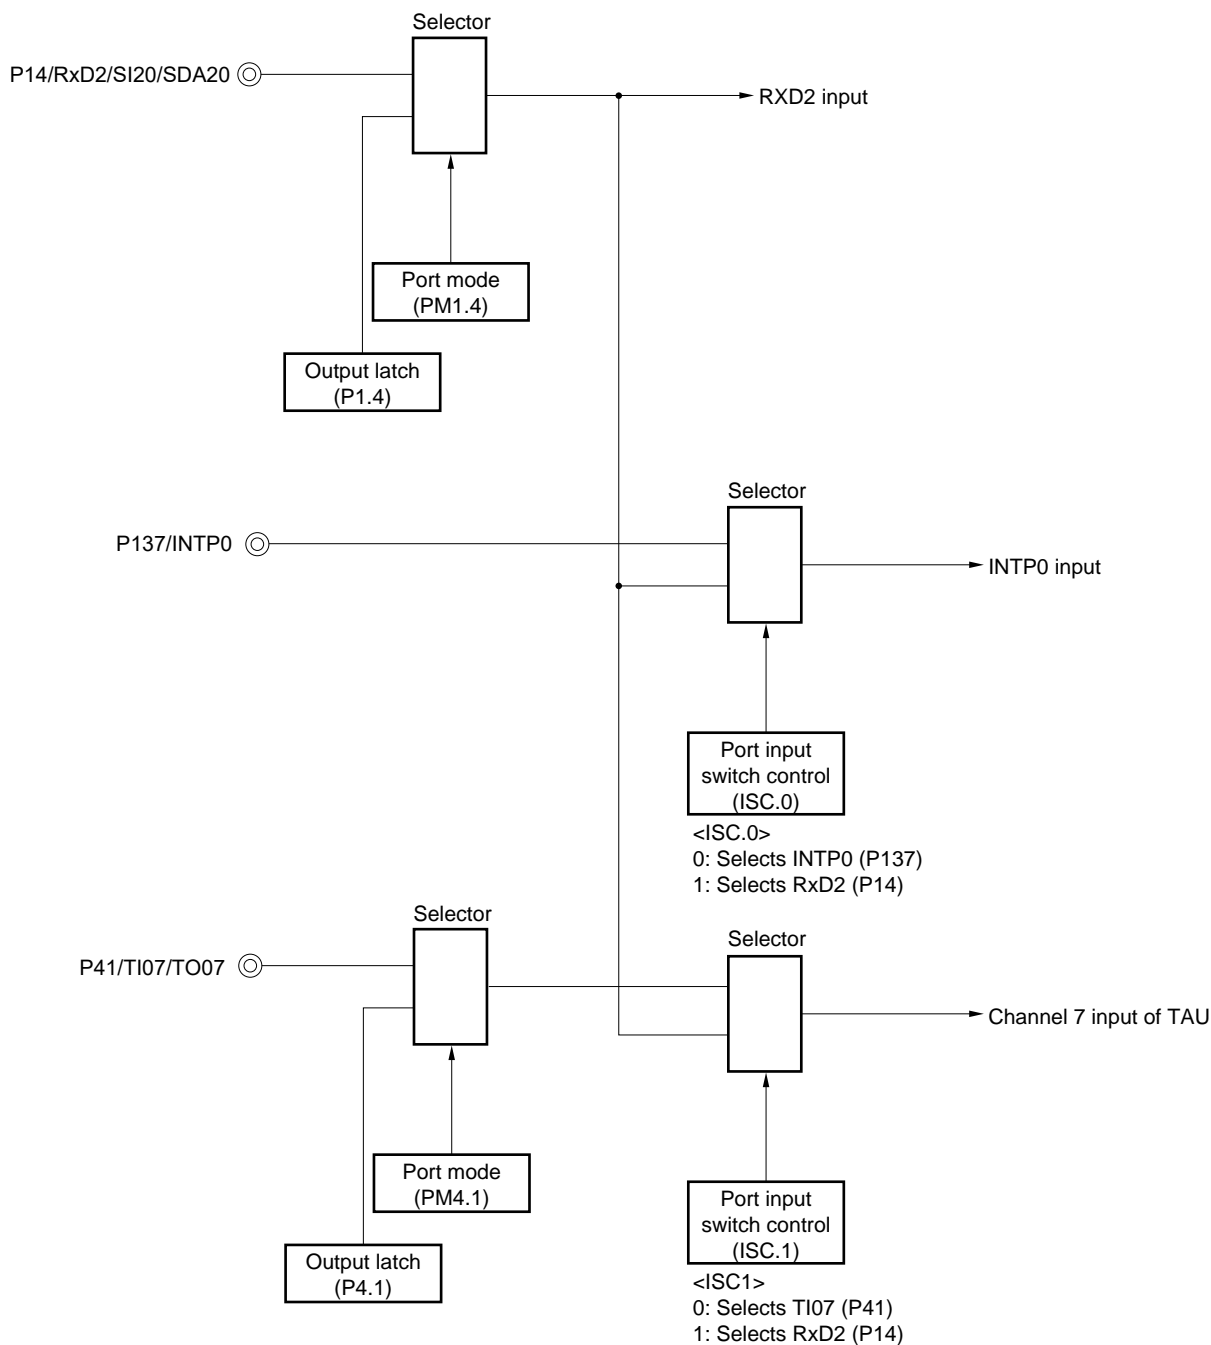 Selector
P14/RxD2/SI20/SDA20
RXD2 input
Port mode
(PM1.4)
Output latch
(P1.4)
Selector
P137/INTP0
INTP0 input
Port input
switch control
(ISC.0)
<ISC.0>
0: Selects INTP0 (P137)
1: Selects RxD2 (P14)
Selector
Selector
P41/TI07/TO07
Channel 7 input of TAU
Port mode
(PM4.1)
Output latch
(P4.1)
Port input
switch control
(ISC.1)
<ISC1>
0: Selects TI07 (P41)
1: Selects RxD2 (P14)